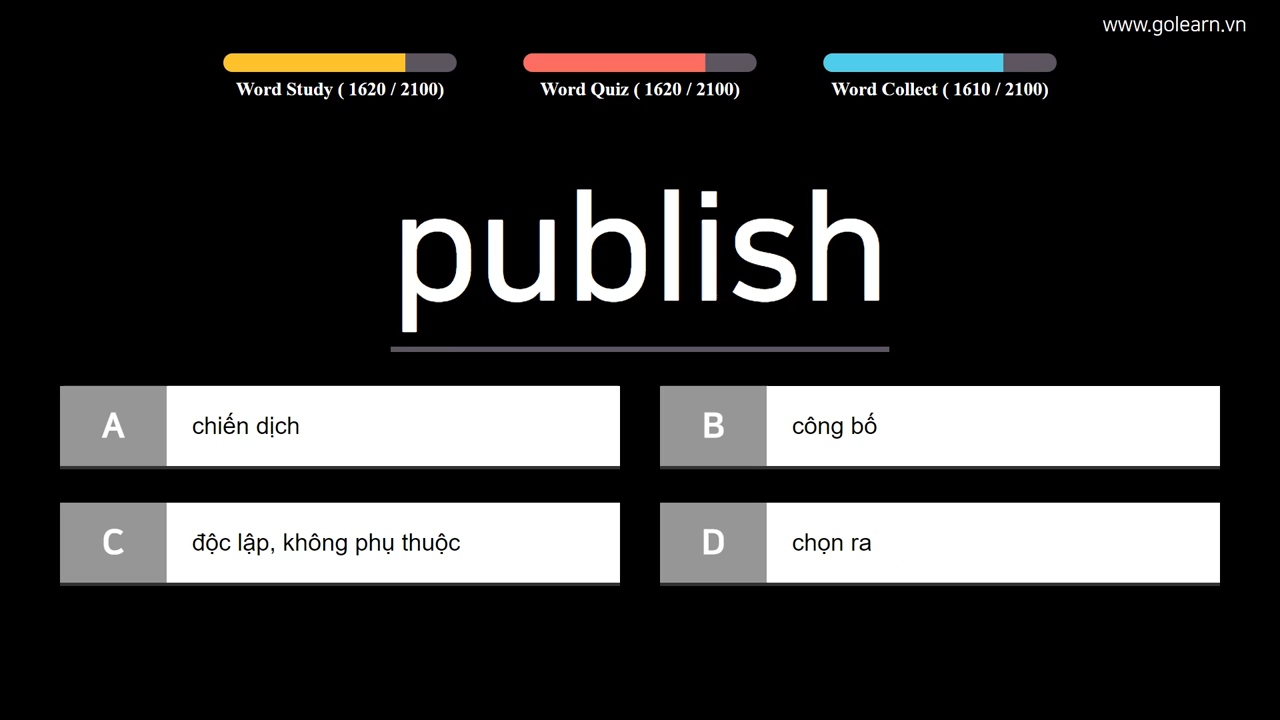 www.golearn.vn
Word Study ( 1620 / 2100)
Word Quiz ( 1620 / 2100)
Word Collect ( 1610 / 2100)
publish
A
chiến dịch
B
công bố
C
độc lập, không phụ thuộc
D
chọn ra